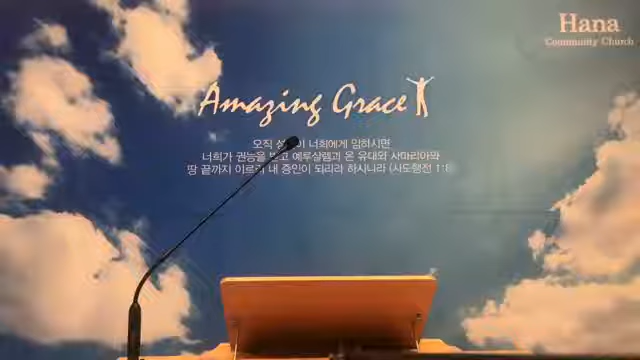 Hana
Community Church
Amazing Grace
오직 너희에게 임하시면
너희가 권능을 받고 예루살렘과 온 유대와 사마리아와
땅 끝까지 이르러 내 증인이 되리라 하시니라 (사도행전 1:8)